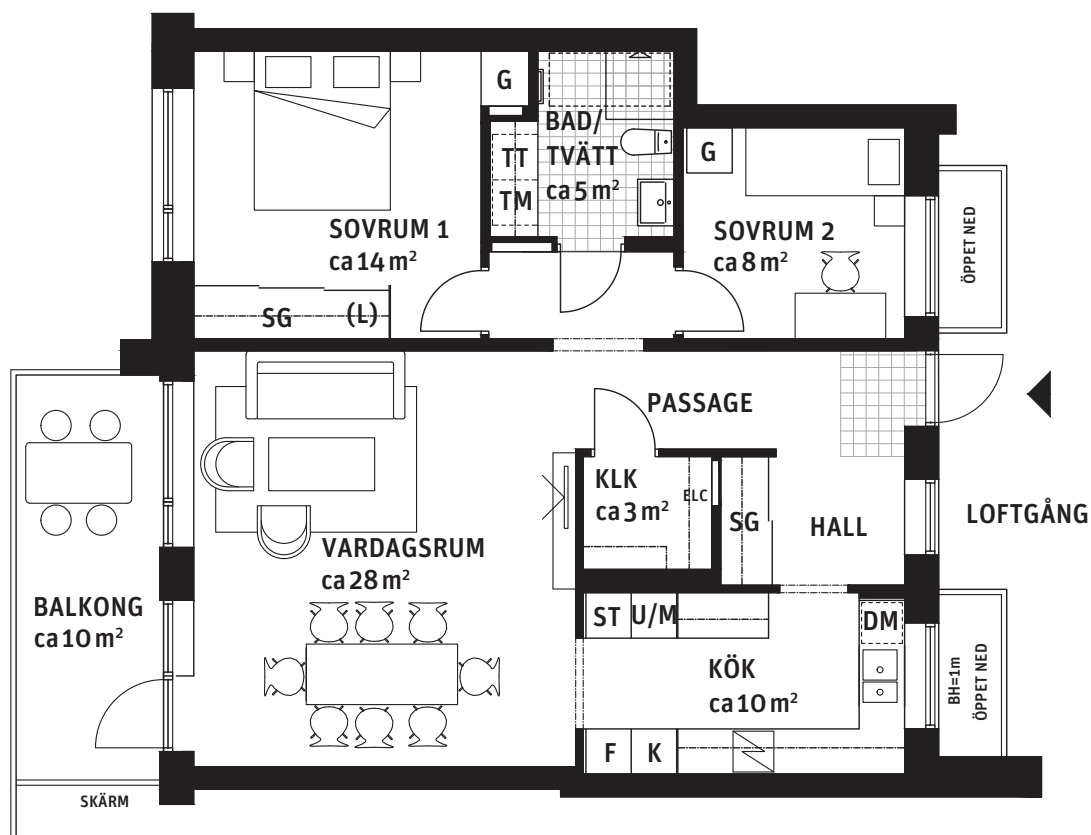 G
BAD/
TVÄTT
ca 5 m²
TT
TM
G
SOVRUM 1
ca 14 m²
SOVRUM 2
ca 8 m²
ÖPPET NED
SG
(L)
PASSAGE
KLK
ca 3 m²
ELC
SG
HALL
LOFTGÅNG
VARDAGSRUM
ca 28 m²
BALKONG
ca 10 m²
ST
U/M
DM
KÖK
ca 10 m²
BH=1m
ÖPPET NED
F
K
SKÄRM